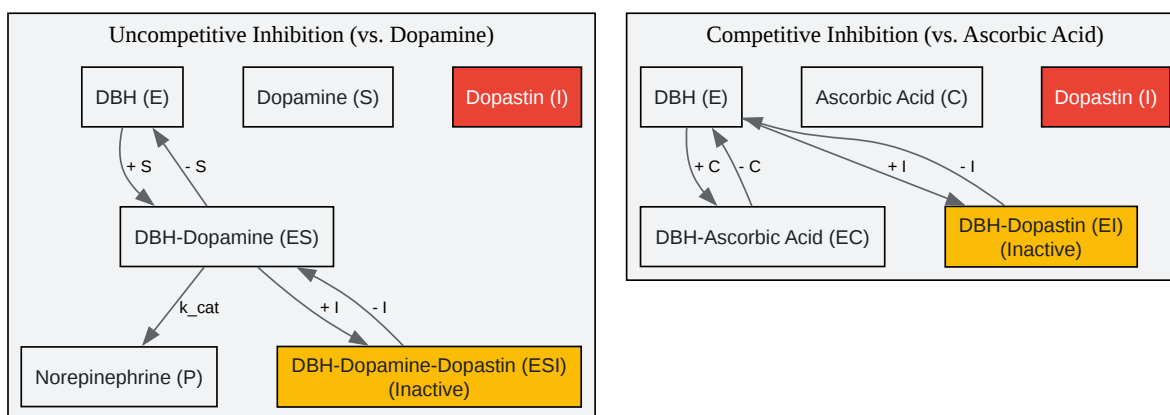 Uncompetitive Inhibition (vs. Dopamine)
DBH (E)
Dopamine (S)
Dopastin (I)
+ S
- S
DBH-Dopamine (ES)
k_cat
+ I
- I
Norepinephrine (P)
DBH-Dopamine-Dopastin (ESI)
(Inactive)
Competitive Inhibition (vs. Ascorbic Acid)
DBH (E)
Ascorbic Acid (C)
Dopastin (I)
+ C
- C
+ I
- I
DBH-Ascorbic Acid (EC)
DBH-Dopastin (EI)
(Inactive)